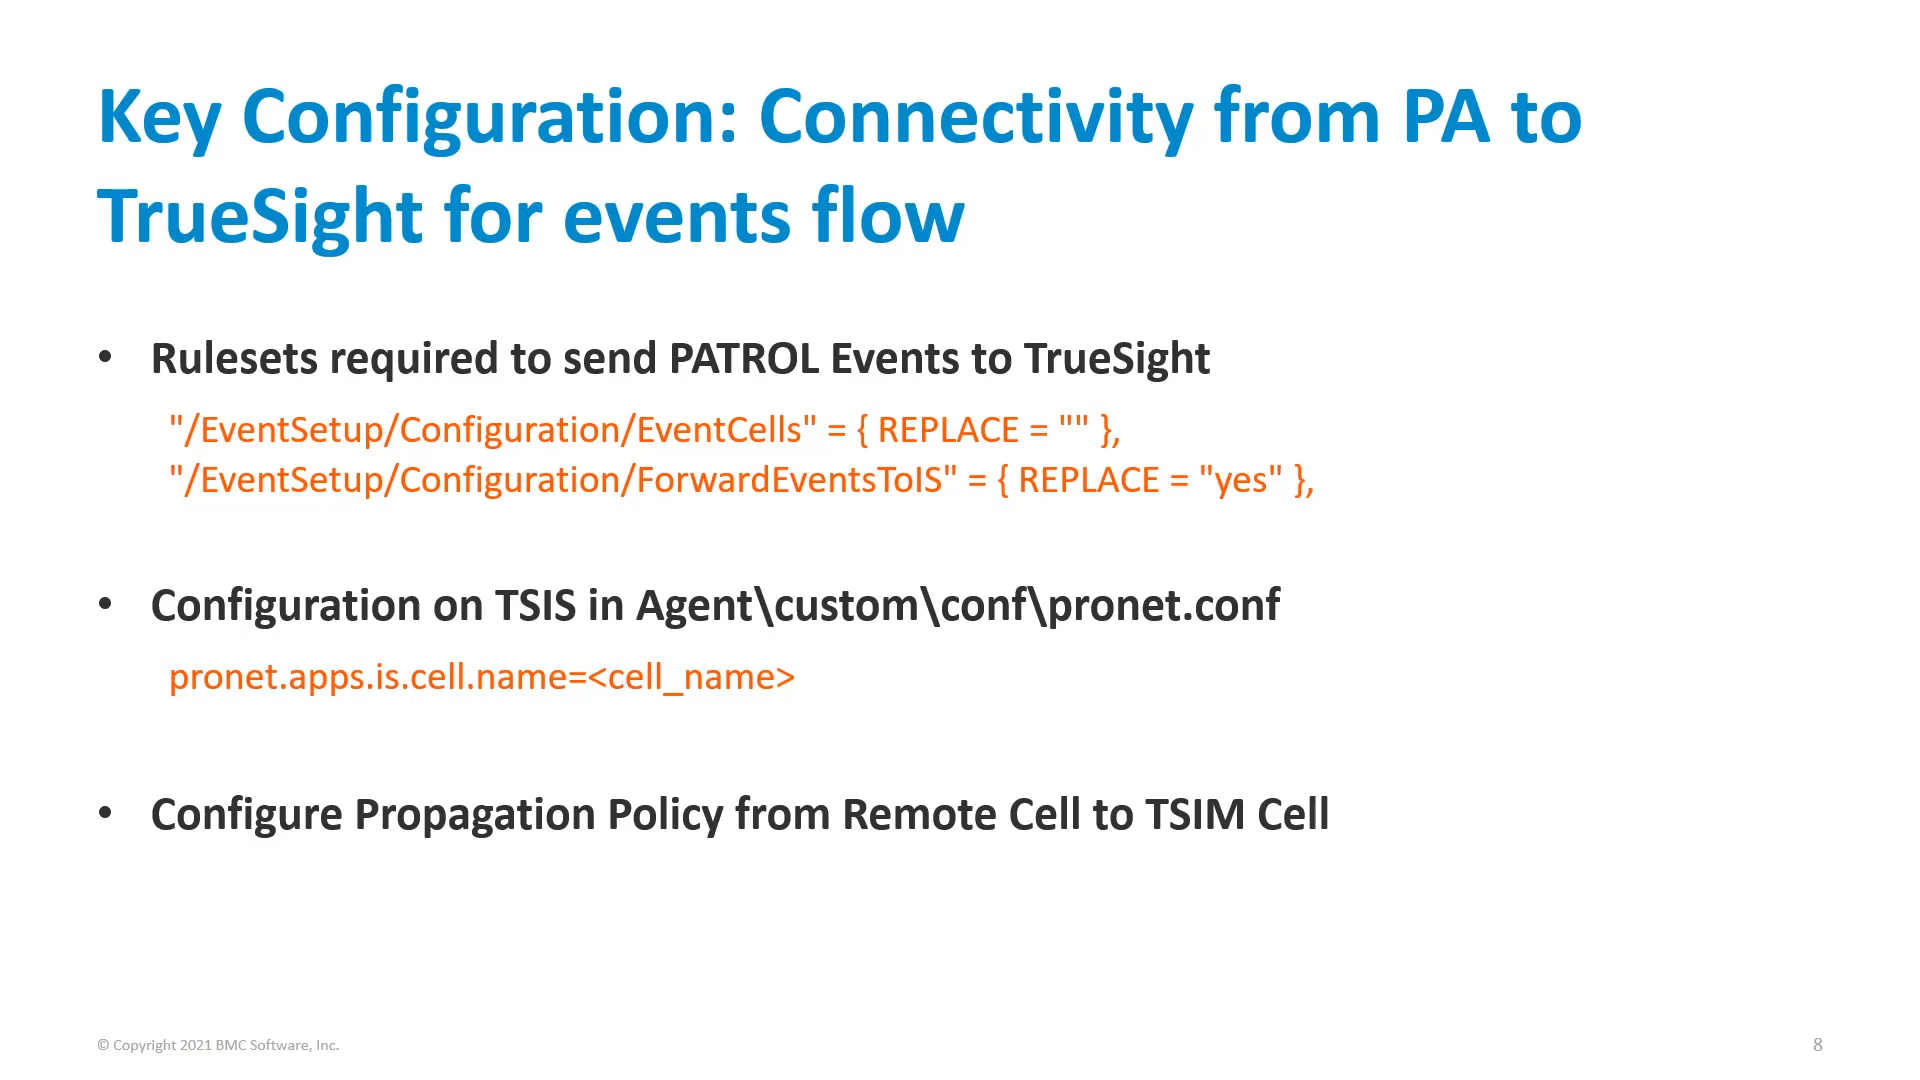 Key Configuration: Connectivity from PA to
TrueSight for events flow
• Rulesets required to send PATROL Events to TrueSight
"/EventSetup/Configuration/EventCells" = { REPLACE = "" },
"/EventSetup/Configuration/ForwardEventsToIS" = { REPLACE = "yes" },
• Configuration on TSIS in Agent\custom\conf\pronet.conf
pronet.apps.is.cell.name=<cell_name>
• Configure Propagation Policy from Remote Cell to TSIM Cell
© Copyright 2021 BMC Software, Inc.
8